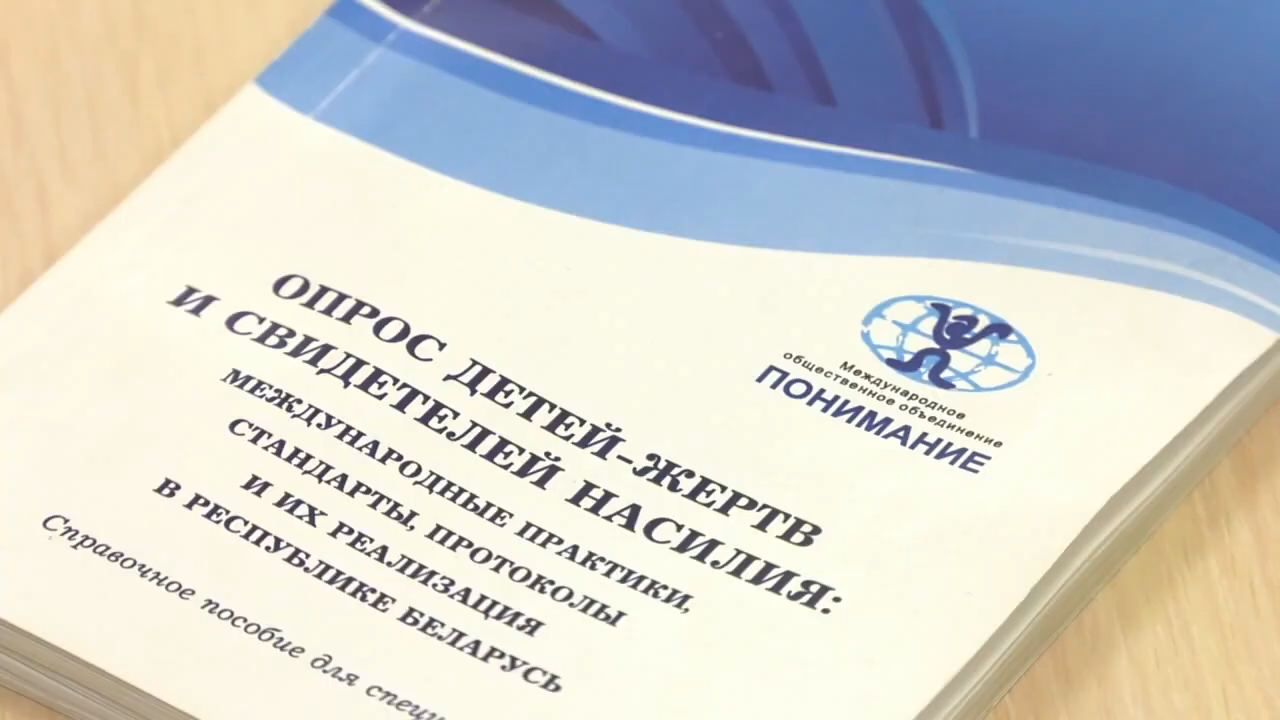 Международное
общественное объединение
ПОНИМАНИЕ
ОПРОС ДЕТЕЙ-ЖЕРТВ
И СВИДЕТЕЛЕЙ НАСИЛИЯ:
МЕЖДУНАРОДНЫЕ ПРАКТИКИ,
СТАНДАРТЫ, ПРОТОКОЛЫ
И ИХ РЕАЛИЗАЦИЯ
В РЕСПУБЛИКЕ БЕЛАРУСЬ
Справочное пособие для